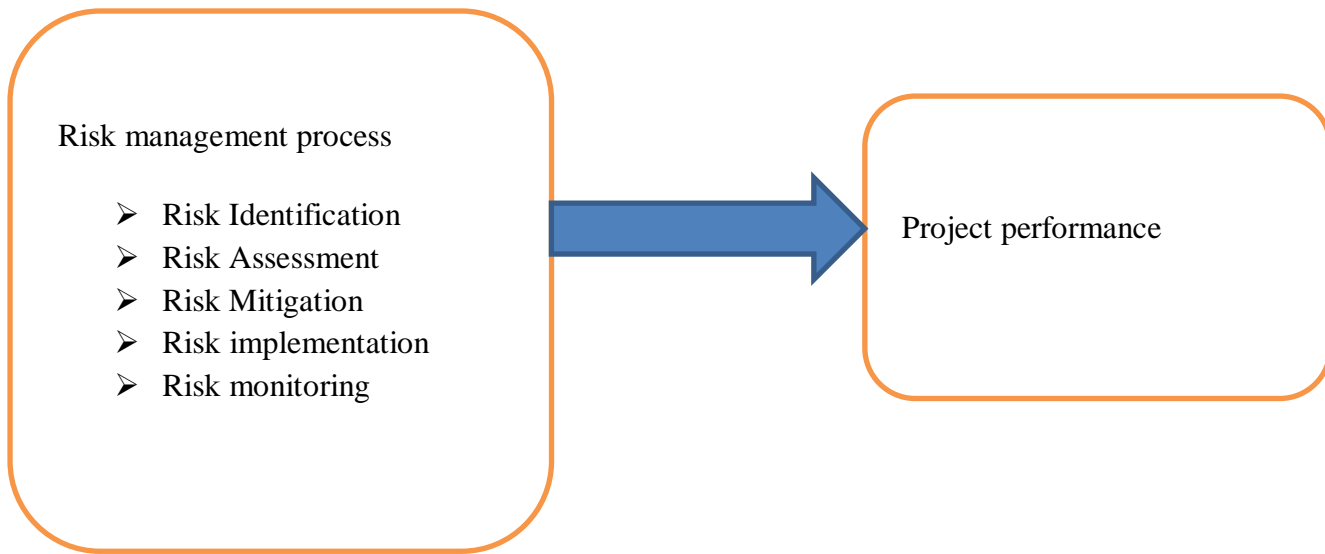 Risk management process
➢ Risk Identification
➢ Risk Assessment
➢ Risk Mitigation
➢ Risk implementation
➢ Risk monitoring
Project performance